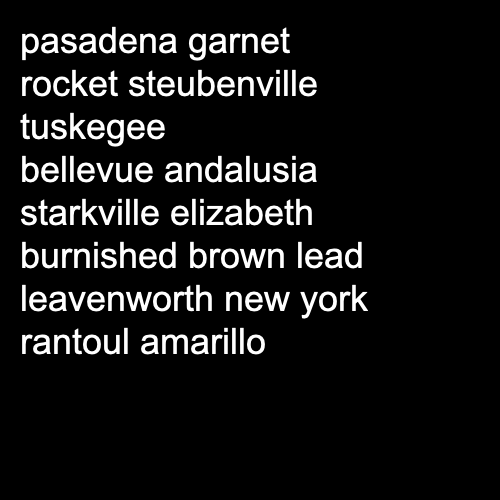 pasadena garnet
rocket steubenville
tuskegee
bellevue andalusia
starkville elizabeth
burnished brown lead
leavenworth new york
rantoul amarillo